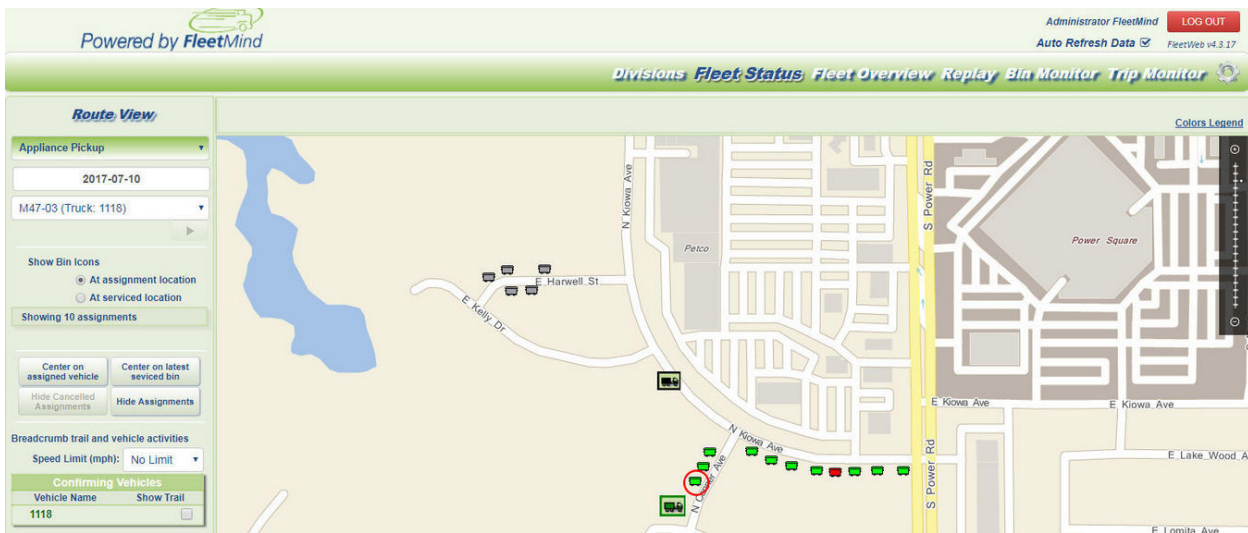 Powered by FleetMind
Administrator FleetMind
LOG OUT
Auto Refresh Data
FleetWeb v4.3.17
Divisions Fleet Status Fleet Overview Replay Bin Monitor Trip Monitor
Route View
Colors Legend
Appliance Pickup
2017-07-10
M47-03 (Truck: 1118)
Show Bin Icons
At assignment location
At serviced location
Showing 10 assignments
Center on
assigned vehicle
Center on latest
seviced bin
Hide Cancelled
Assignments
Hide Assignments
Breadcrumb trail and vehicle activities
Speed Limit (mph): No Limit
Confirming Vehicles
Vehicle Name Show Trail
1118
N Kiowa Ave
S Power Rd
Petco
Power Square
E Harwell St
E Kelly Dr
E Kiowa Ave
E Kiowa Ave
N Kiowa Ave
S Power Rd
E Lake Wood A
E Lomita Ave